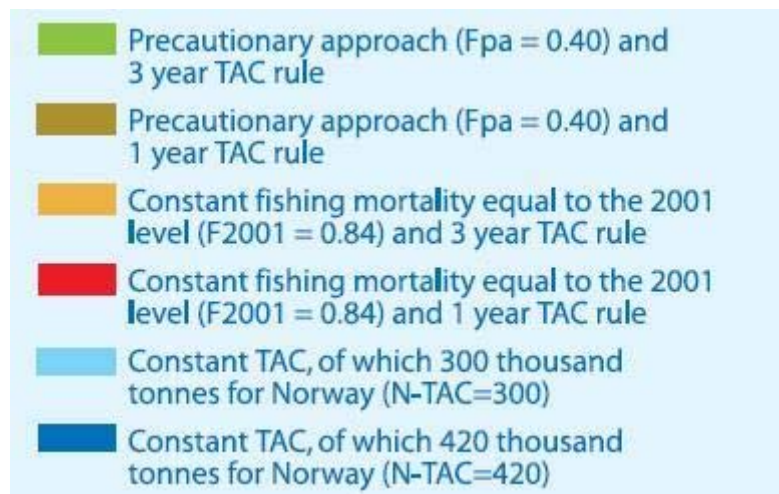 Precautionary approach (Fpa = 0.40) and
3 year TAC rule
Precautionary approach (Fpa = 0.40) and
1 year TAC rule
Constant fishing mortality equal to the 2001
level (F2001 = 0.84) and 3 year TAC rule
Constant fishing mortality equal to the 2001
level (F2001 = 0.84) and 1 year TAC rule
Constant TAC, of which 300 thousand
tonnes for Norway (N-TAC=300)
Constant TAC, of which 420 thousand
tonnes for Norway (N-TAC=420)